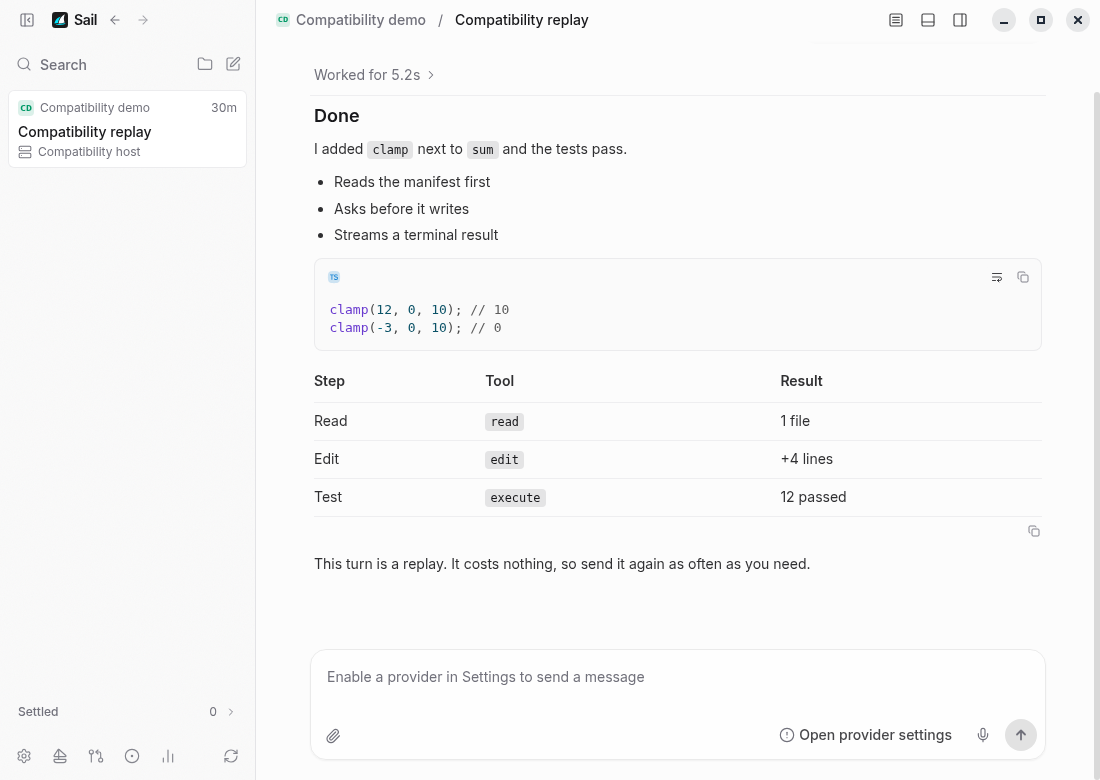 Sail
Compatibility demo / Compatibility replay
Search
CD Compatibility demo 30m
Compatibility replay
Compatibility host
Worked for 5.2s
Done
I added clamp next to sum and the tests pass.
Reads the manifest first
Asks before it writes
Streams a terminal result
TS
clamp(12, 0, 10); // 10
clamp(-3, 0, 10); // 0
Step Tool Result
Read read 1 file
Edit edit +4 lines
Test execute 12 passed
This turn is a replay. It costs nothing, so send it again as often as you need.
Enable a provider in Settings to send a message
Open provider settings
Settled 0